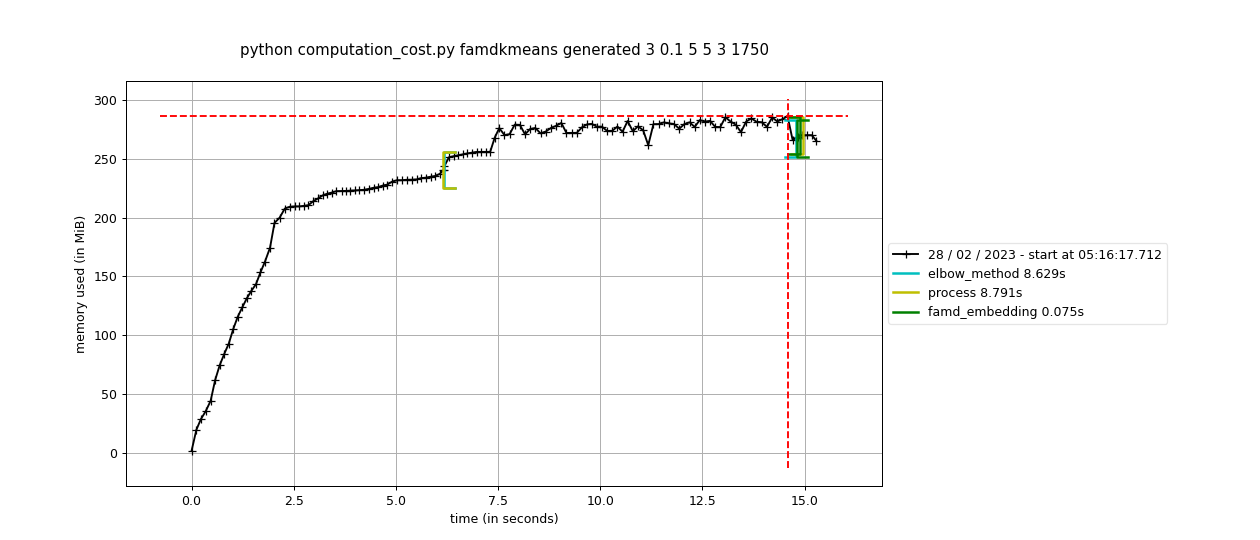 python computation_cost.py famdkmeans generated 3 0.1 5 5 3 1750
300
250
200
150
100
50
0
memory used (in MiB)
0.0 2.5 5.0 7.5 10.0 12.5 15.0
time (in seconds)
28 / 02 / 2023 - start at 05:16:17.712
elbow_method 8.629s
process 8.791s
famd_embedding 0.075s